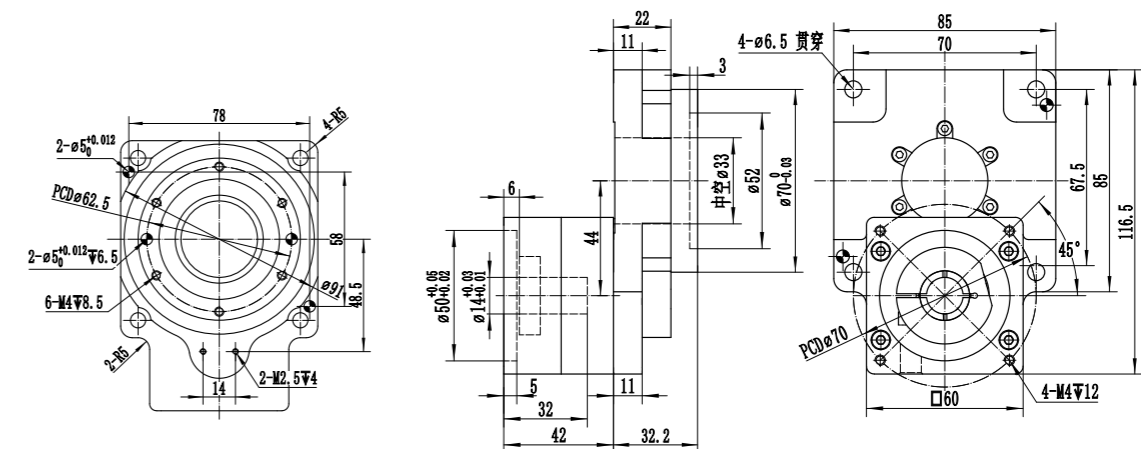 78
4-R5
2-ø5 +0.012 0
PCDø62.5
2-ø5 +0.012 0 ↧6.5
6-M4↧8.5
2-R5
58
48.5
ø91
14
2-M2.5↧4
22
11
3
中空ø33
ø52
ø70 0 -0.03
6
44
ø50 +0.05 +0.02
ø14 +0.03 +0.01
5
11
32
42
32.2
85
70
4-ø6.5 贯穿
67.5
85
116.5
45°
PCDø70
4-M4↧12
□60